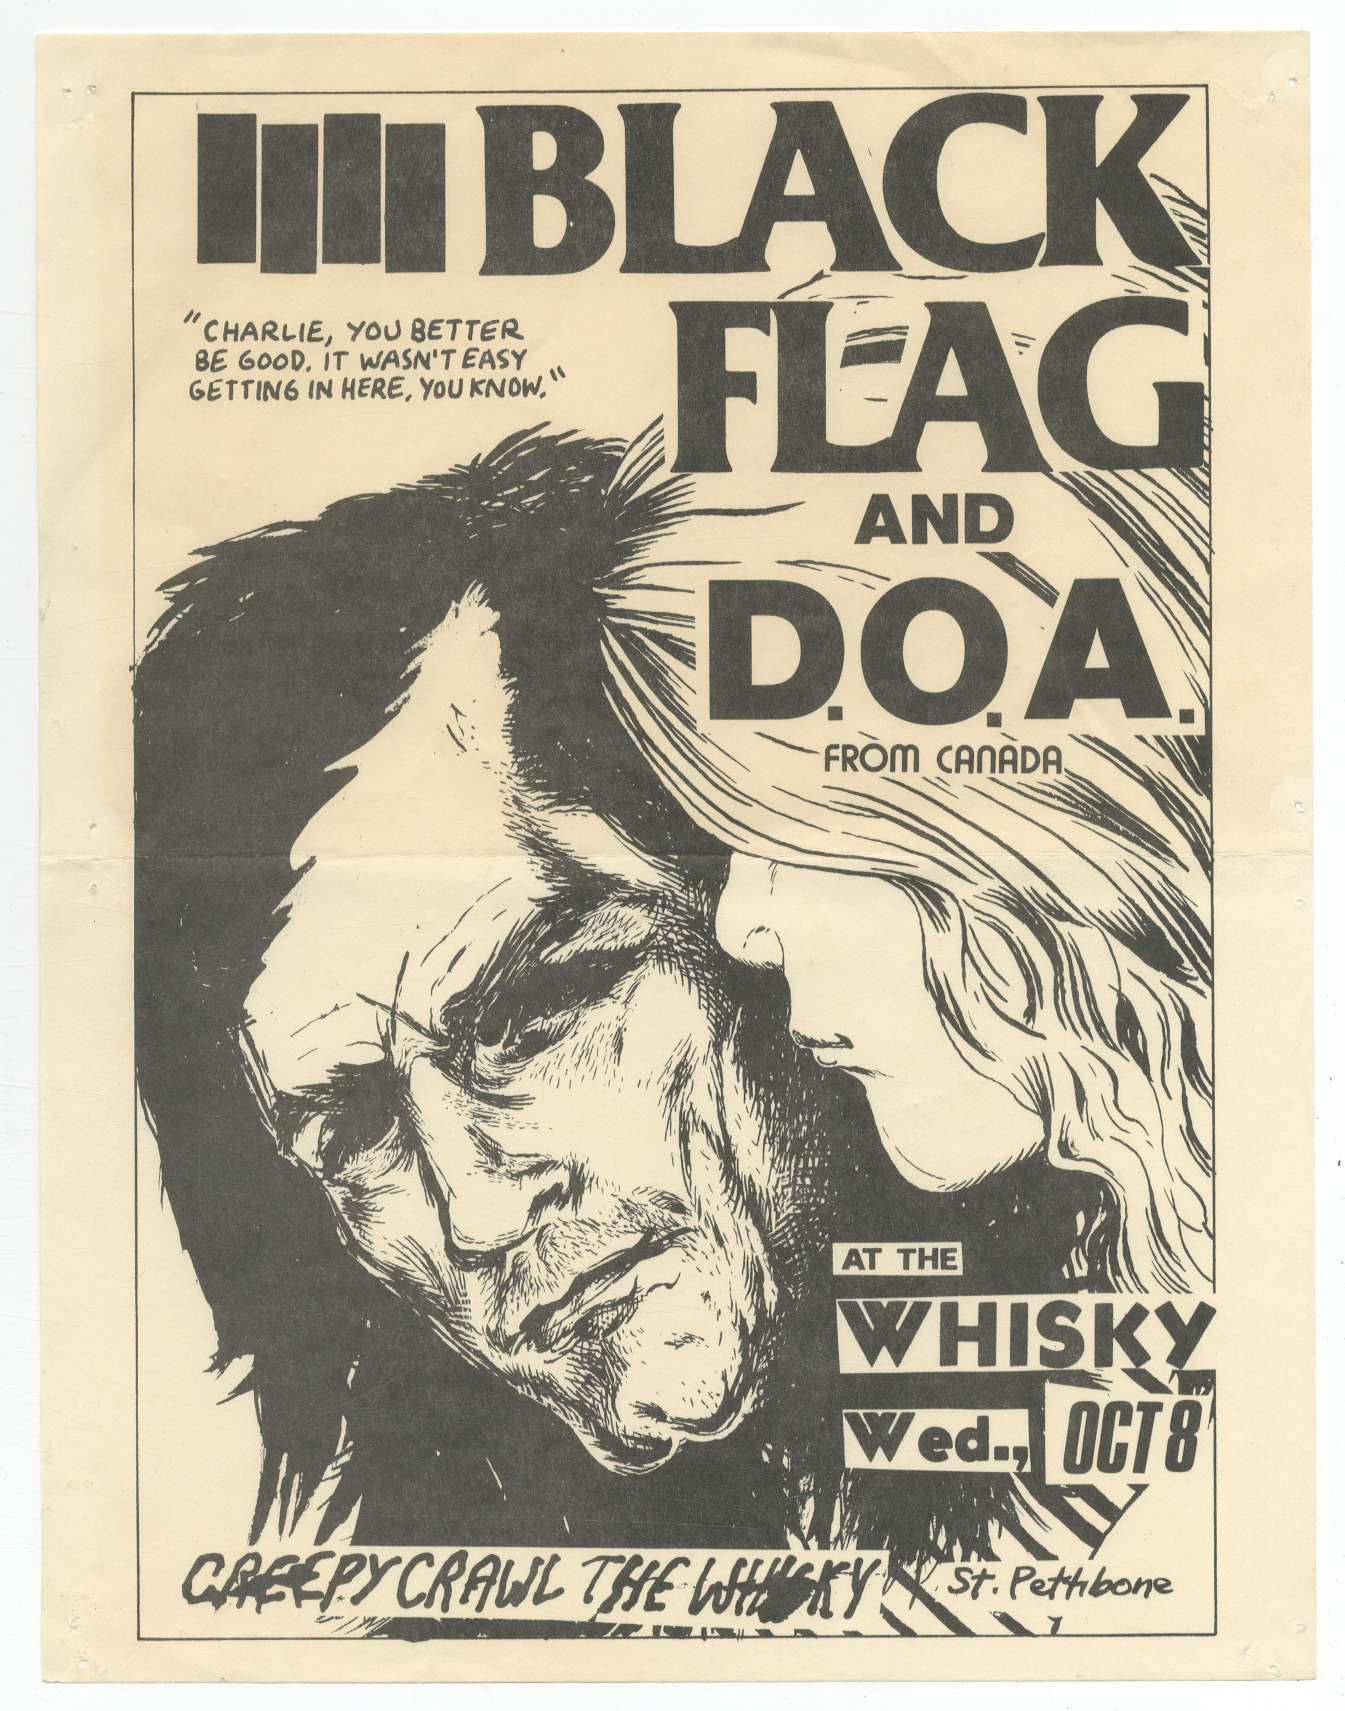 BLACK
FLAG
"CHARLIE, YOU BETTER
BE GOOD. IT WASN'T EASY
GETTING IN HERE, YOU KNOW."
AND
D.O.A.
FROM CANADA
AT THE
WHISKY
Wed., OCT 8
CREEPY CRAWL THE WHISKY
St. Pettibone